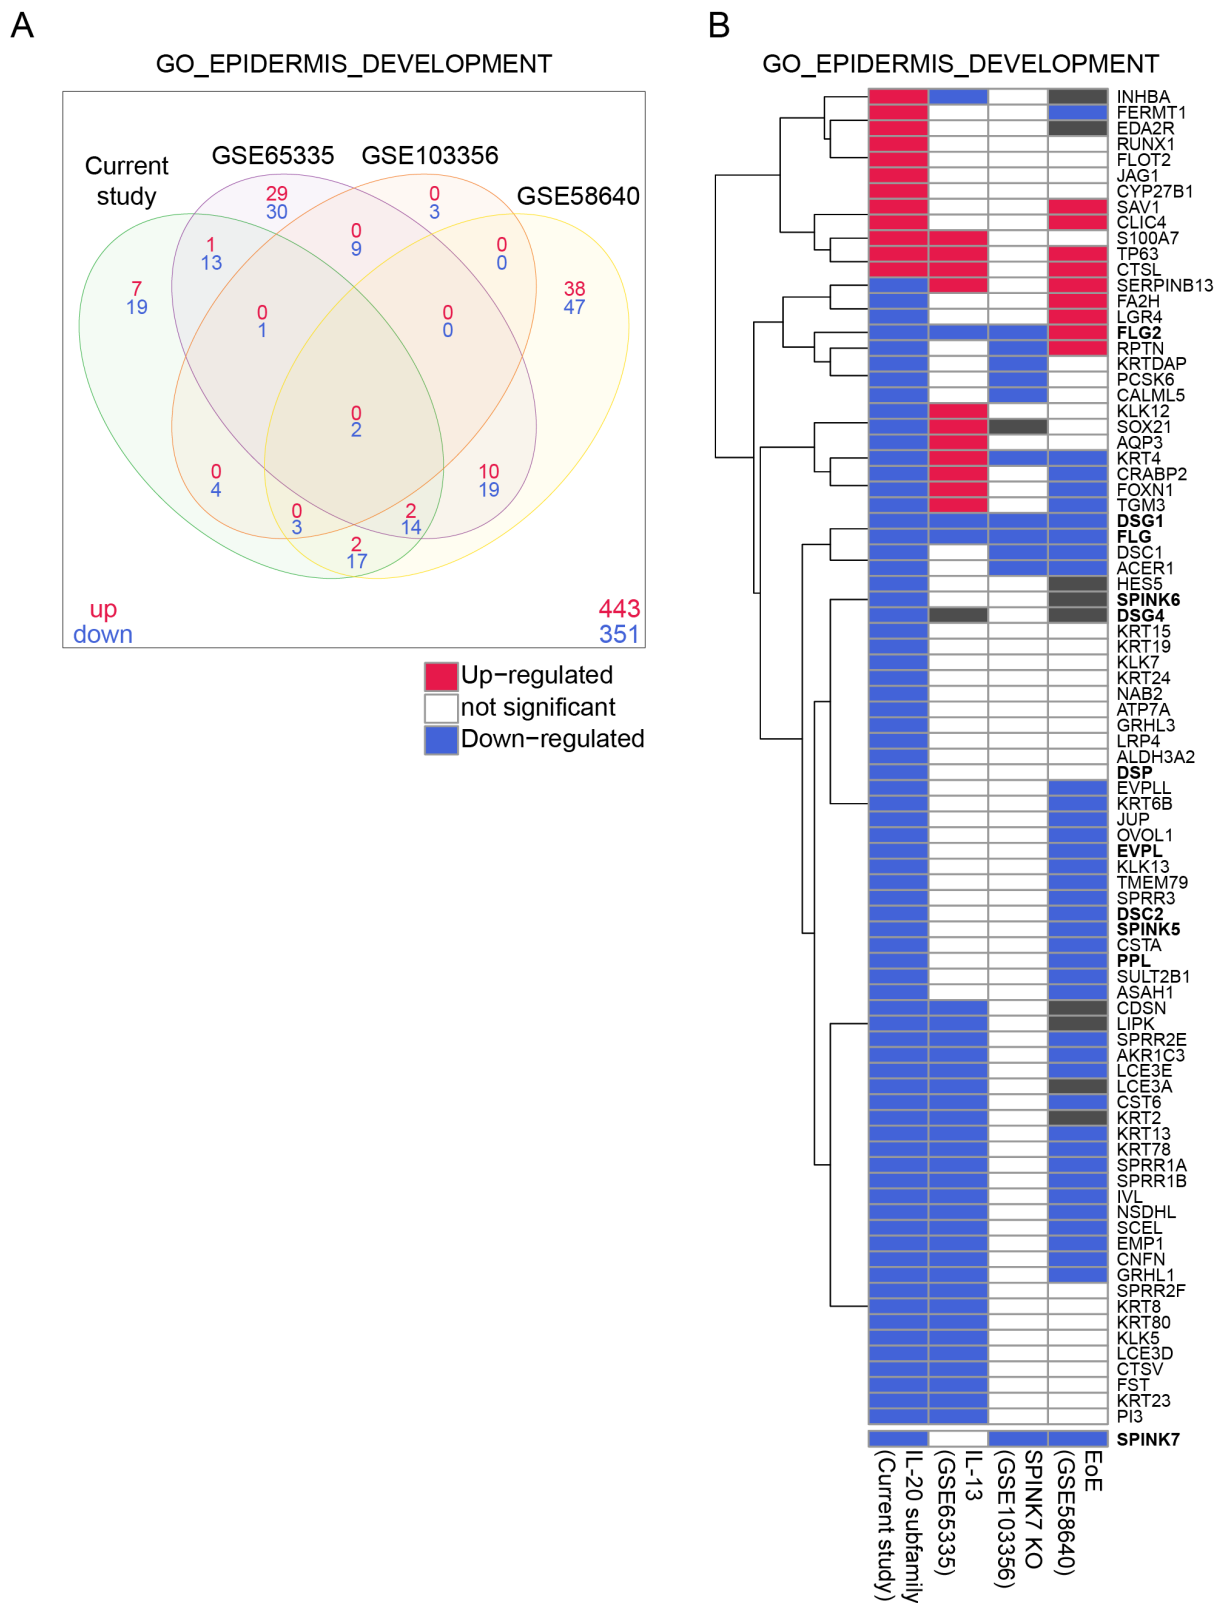 A
GO_EPIDERMIS_DEVELOPMENT
Current
study
GSE65335
GSE103356
GSE58640
29
30
0
3
0
9
0
0
1
13
7
19
38
47
0
1
0
0
0
2
0
4
10
19
0
3
2
14
2
17
up
down
443
351
Up−regulated
not significant
Down−regulated
B
GO_EPIDERMIS_DEVELOPMENT
INHBA
FERMT1
EDA2R
RUNX1
FLOT2
JAG1
CYP27B1
SAV1
CLIC4
S100A7
TP63
CTSL
SERPINB13
FA2H
LGR4
FLG2
RPTN
KRTDAP
PCSK6
CALML5
KLK12
SOX21
AQP3
KRT4
CRABP2
FOXN1
TGM3
DSG1
FLG
DSC1
ACER1
HES5
SPINK6
DSG4
KRT15
KRT19
KLK7
KRT24
NAB2
ATP7A
GRHL3
LRP4
ALDH3A2
DSP
EVPLL
KRT6B
JUP
OVOL1
EVPL
KLK13
TMEM79
SPRR3
DSC2
SPINK5
CSTA
PPL
SULT2B1
ASAH1
CDSN
LIPK
SPRR2E
AKR1C3
LCE3E
LCE3A
CST6
KRT2
KRT13
KRT78
SPRR1A
SPRR1B
IVL
NSDHL
SCEL
EMP1
CNFN
GRHL1
SPRR2F
KRT8
KRT80
KLK5
LCE3D
CTSV
FST
KRT23
PI3
SPINK7
IL-20 subfamily
(Current study)
IL-13
(GSE65335)
SPINK7 KO
(GSE103356)
EoE
(GSE58640)